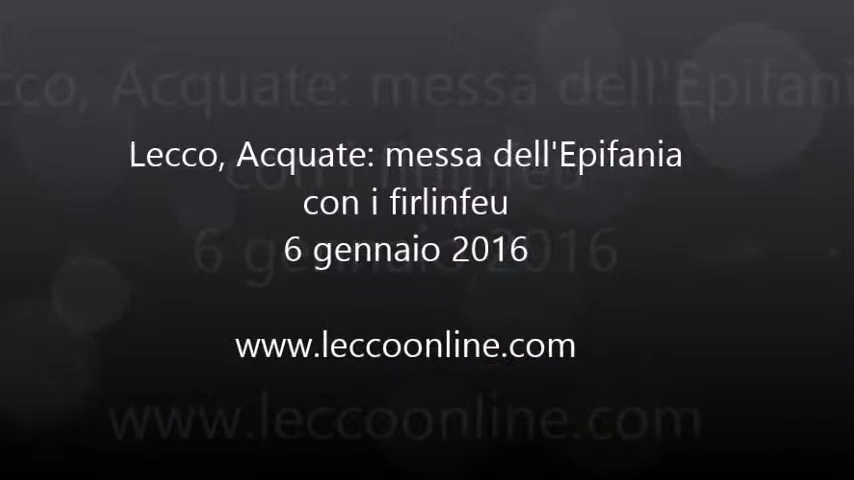 Lecco, Acquate: messa dell'Epifania
con i firlinfeu
6 gennaio 2016
www.leccoonline.com